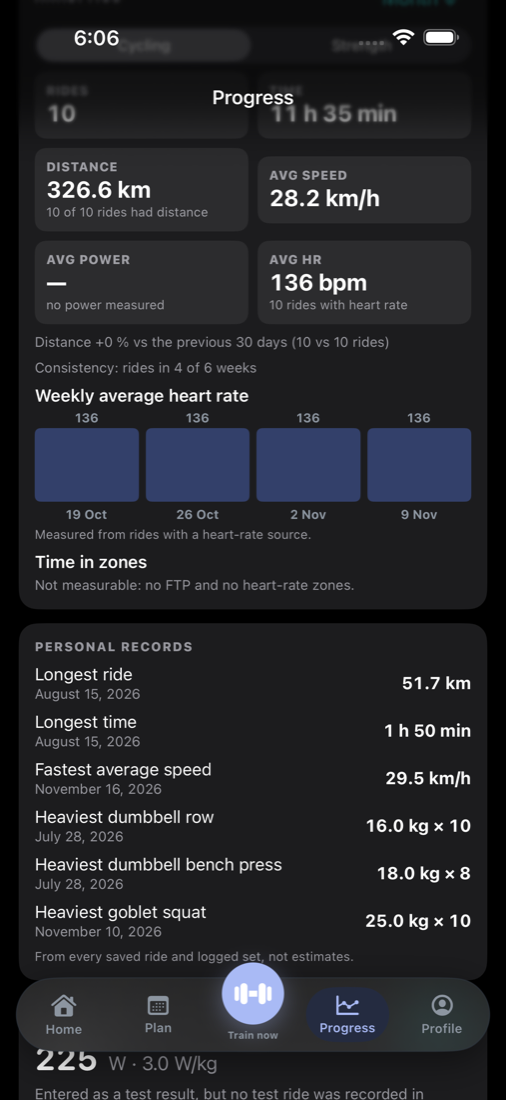 6:06
Cycling
Strength
Progress
RIDES
10
TIME
11 h 35 min
DISTANCE
326.6 km
10 of 10 rides had distance
AVG SPEED
28.2 km/h
AVG POWER
—
no power measured
AVG HR
136 bpm
10 rides with heart rate
Distance +0 % vs the previous 30 days (10 vs 10 rides)
Consistency: rides in 4 of 6 weeks
Weekly average heart rate
136 136 136 136
19 Oct 26 Oct 2 Nov 9 Nov
Measured from rides with a heart-rate source.
Time in zones
Not measurable: no FTP and no heart-rate zones.
PERSONAL RECORDS
Longest ride
August 15, 2026
51.7 km
Longest time
August 15, 2026
1 h 50 min
Fastest average speed
November 16, 2026
29.5 km/h
Heaviest dumbbell row
July 28, 2026
16.0 kg × 10
Heaviest dumbbell bench press
July 28, 2026
18.0 kg × 8
Heaviest goblet squat
November 10, 2026
25.0 kg × 10
From every saved ride and logged set, not estimates.
Home
Plan
Train now
Progress
Profile
225 W · 3.0 W/kg
Entered as a test result, but no test ride was recorded in